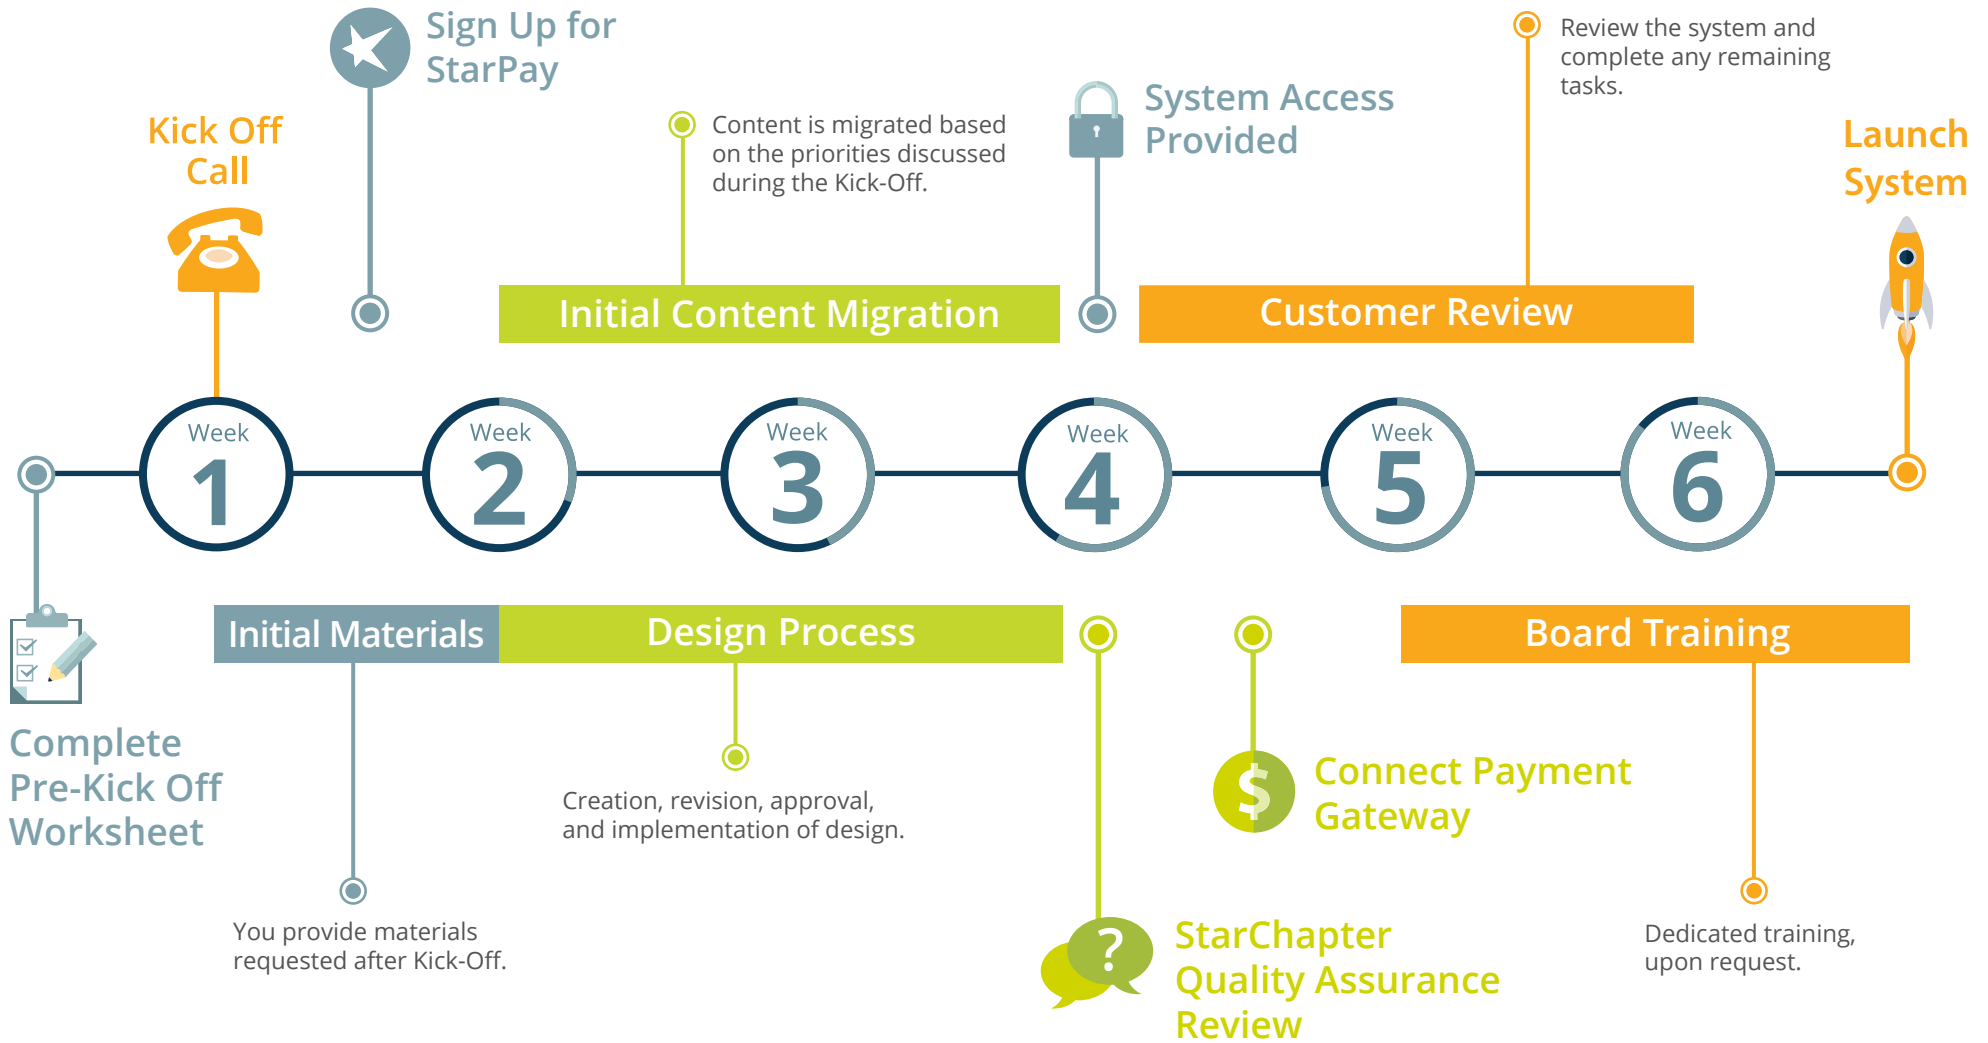 Sign Up for
StarPay
Review the system and
complete any remaining
tasks.
Kick Off
Call
Content is migrated based
on the priorities discussed
during the Kick-Off.
System Access
Provided
Launch
System
Initial Content Migration
Customer Review
Week
1
Week
2
Week
3
Week
4
Week
5
Week
6
Initial Materials
Design Process
Board Training
Complete
Pre-Kick Off
Worksheet
$
Connect Payment
Gateway
Creation, revision, approval,
and implementation of design.
You provide materials
requested after Kick-Off.
?
StarChapter
Quality Assurance
Review
Dedicated training,
upon request.